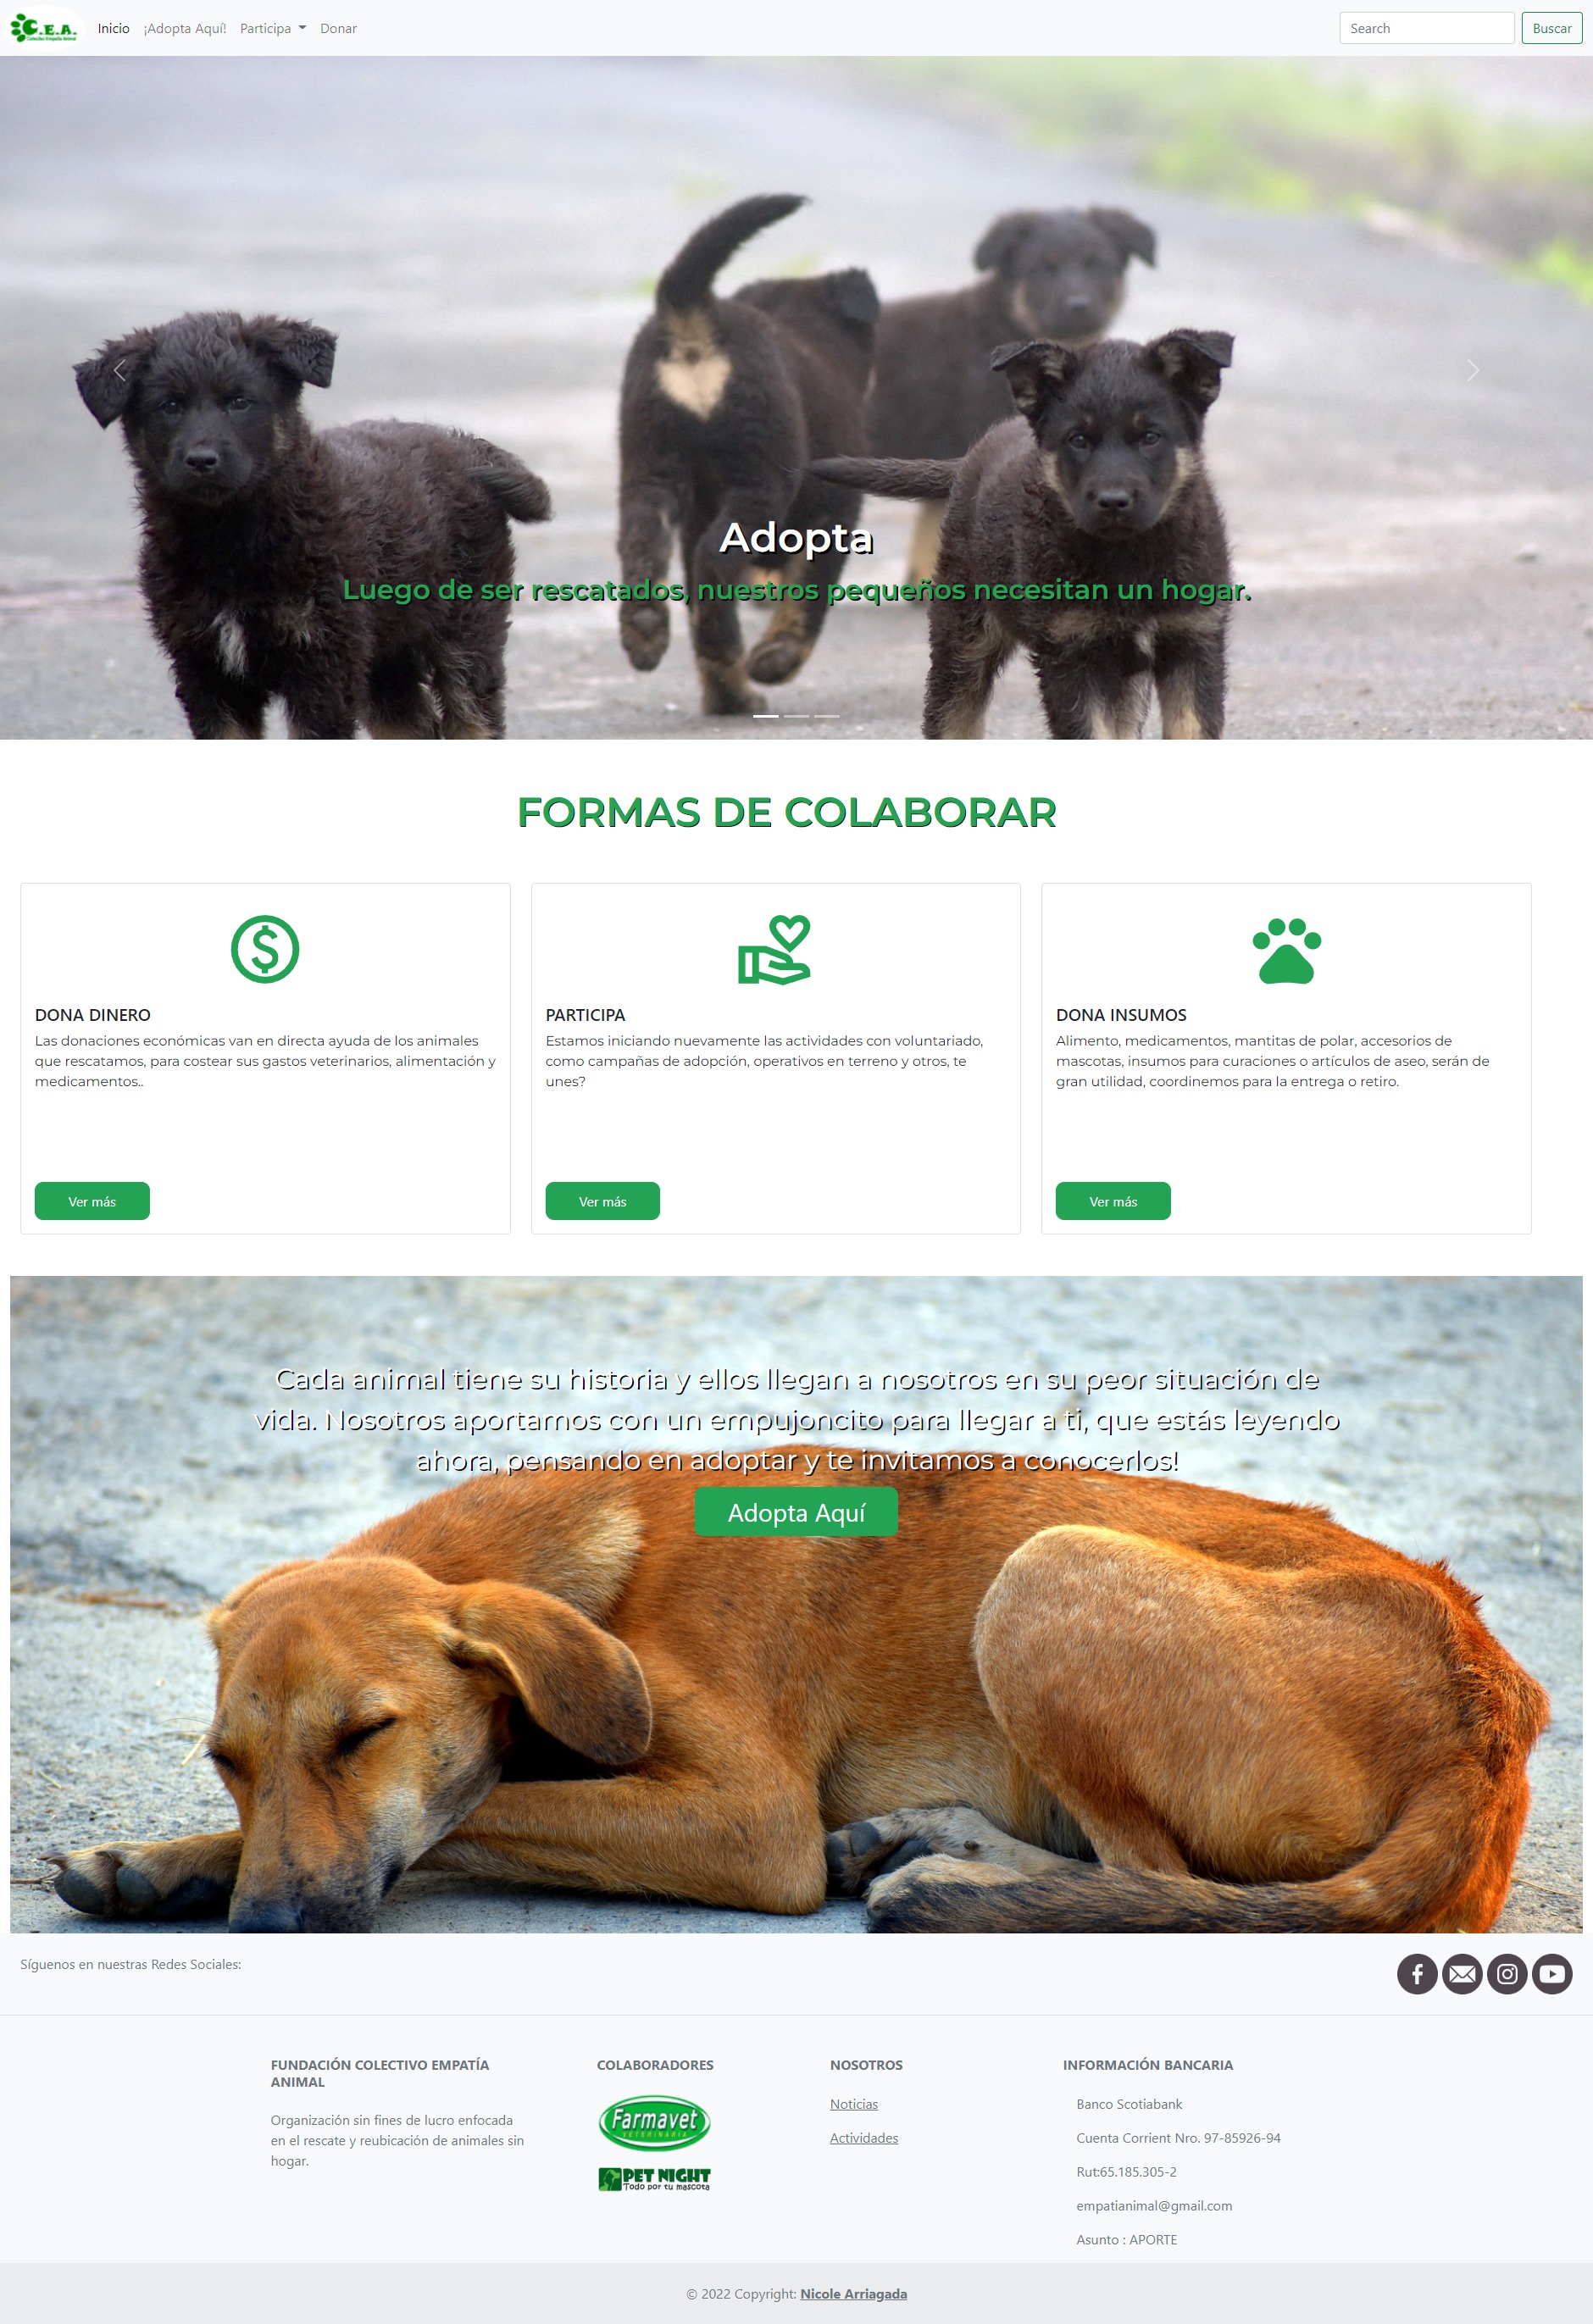 C.E.A.
Colectivo Empatía Animal
Inicio
¡Adopta Aquí!
Participa
Donar
Search
Buscar
Adopta
Luego de ser rescatados, nuestros pequeños necesitan un hogar.
FORMAS DE COLABORAR
DONA DINERO
Las donaciones económicas van en directa ayuda de los animales
que rescatamos, para costear sus gastos veterinarios, alimentación y
medicamentos..
Ver más
PARTICIPA
Estamos iniciando nuevamente las actividades con voluntariado,
como campañas de adopción, operativos en terreno y otros, te
unes?
Ver más
DONA INSUMOS
Alimento, medicamentos, mantitas de polar, accesorios de
mascotas, insumos para curaciones o artículos de aseo, serán de
gran utilidad, coordinemos para la entrega o retiro.
Ver más
Cada animal tiene su historia y ellos llegan a nosotros en su peor situación de
vida. Nosotros aportamos con un empujoncito para llegar a ti, que estás leyendo
ahora, pensando en adoptar y te invitamos a conocerlos!
Adopta Aquí
Síguenos en nuestras Redes Sociales:
FUNDACIÓN COLECTIVO EMPATÍA
ANIMAL
Organización sin fines de lucro enfocada
en el rescate y reubicación de animales sin
hogar.
COLABORADORES
Farmavet
VETERINARIA
PET NIGHT
Todo por tu mascota
NOSOTROS
Noticias
Actividades
INFORMACIÓN BANCARIA
Banco Scotiabank
Cuenta Corrient Nro. 97-85926-94
Rut:65.185.305-2
empatianimal@gmail.com
Asunto : APORTE
© 2022 Copyright: Nicole Arriagada